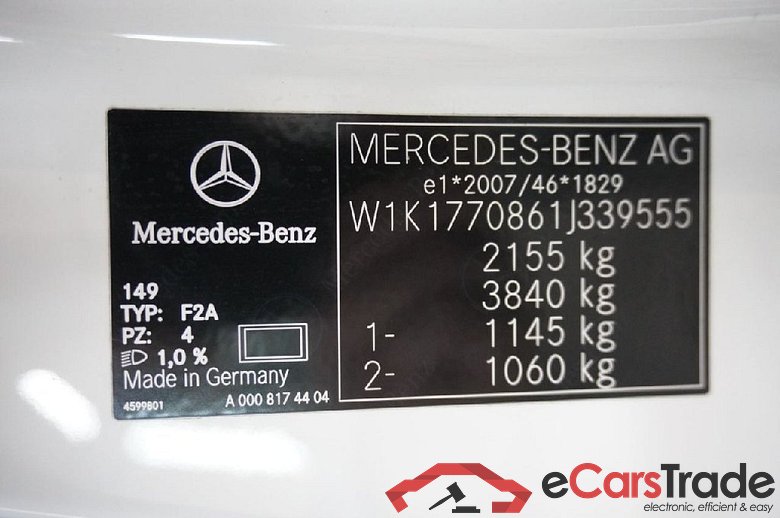 Mercedes-Benz
149
TYP: F2A
PZ: 4
1,0 %
Made in Germany
4599801 A 000 817 44 04
MERCEDES-BENZ AG
e1*2007/46*1829
W1K1770861J339555
2155 kg
3840 kg
1- 1145 kg
2- 1060 kg
eCarsTrade
electronic, efficient & easy